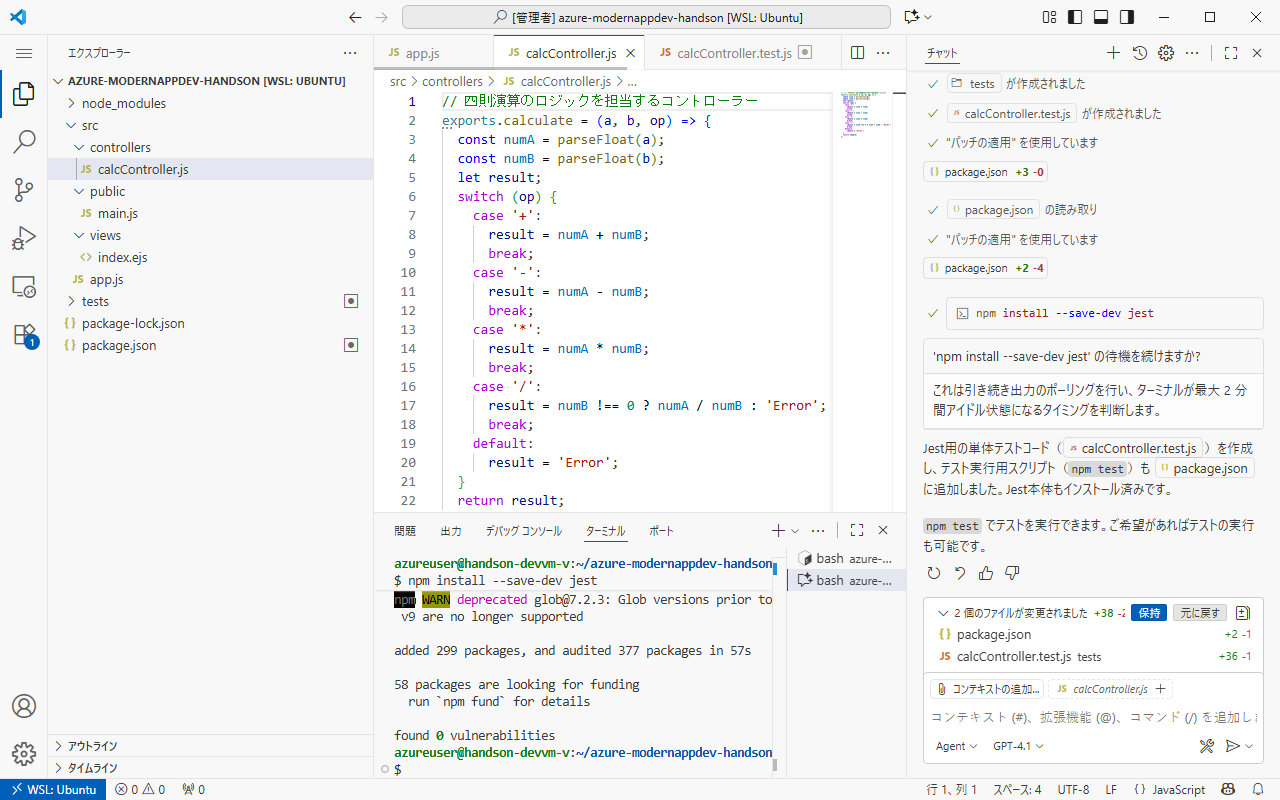 [管理者] azure-modernappdev-handson [WSL: Ubuntu]
エクスプローラー
AZURE-MODERNAPPDEV-HANDSON [WSL: UBUNTU]
node_modules
src
controllers
JS calcController.js
public
JS main.js
views
<> index.ejs
JS app.js
tests
{} package-lock.json
{} package.json
1
アウトライン
タイムライン
JS app.js
JS calcController.js
JS calcController.test.js
src > controllers > JS calcController.js > ...
1 // 四則演算のロジックを担当するコントローラー
2 exports.calculate = (a, b, op) => {
3 const numA = parseFloat(a);
4 const numB = parseFloat(b);
5 let result;
6 switch (op) {
7 case '+':
8 result = numA + numB;
9 break;
10 case '-':
11 result = numA - numB;
12 break;
13 case '*':
14 result = numA * numB;
15 break;
16 case '/':
17 result = numB !== 0 ? numA / numB : 'Error';
18 break;
19 default:
20 result = 'Error';
21 }
22 return result;
問題 出力 デバッグ コンソール ターミナル ポート
azureuser@handson-devvm-v:~/azure-modernappdev-handson
$ npm install --save-dev jest
npm WARN deprecated glob@7.2.3: Glob versions prior to
v9 are no longer supported
added 299 packages, and audited 377 packages in 57s
58 packages are looking for funding
run `npm fund` for details
found 0 vulnerabilities
azureuser@handson-devvm-v:~/azure-modernappdev-handson
$
bash azure-...
bash azure-...
チャット
tests が作成されました
JS calcController.test.js が作成されました
"パッチの適用" を使用しています
{} package.json +3 -0
{} package.json の読み取り
"パッチの適用" を使用しています
{} package.json +2 -4
npm install --save-dev jest
'npm install --save-dev jest' の待機を続けますか?
これは引き続き出力のポーリングを行い、ターミナルが最大 2 分
間アイドル状態になるタイミングを判断します。
Jest用の単体テストコード（ JS calcController.test.js ）を作成
し、テスト実行用スクリプト（npm test）も {} package.json
に追加しました。Jest本体もインストール済みです。
npm test でテストを実行できます。ご希望があればテストの実行
も可能です。
2 個のファイルが変更されました +38 -2 保持 元に戻す
{} package.json +2 -1
JS calcController.test.js tests +36 -1
コンテキストの追加... JS calcController.js +
コンテキスト (#)、拡張機能 (@)、コマンド (/) を追加しま
Agent GPT-4.1
WSL: Ubuntu 0 0 0
行 1、列 1 スペース: 4 UTF-8 LF {} JavaScript